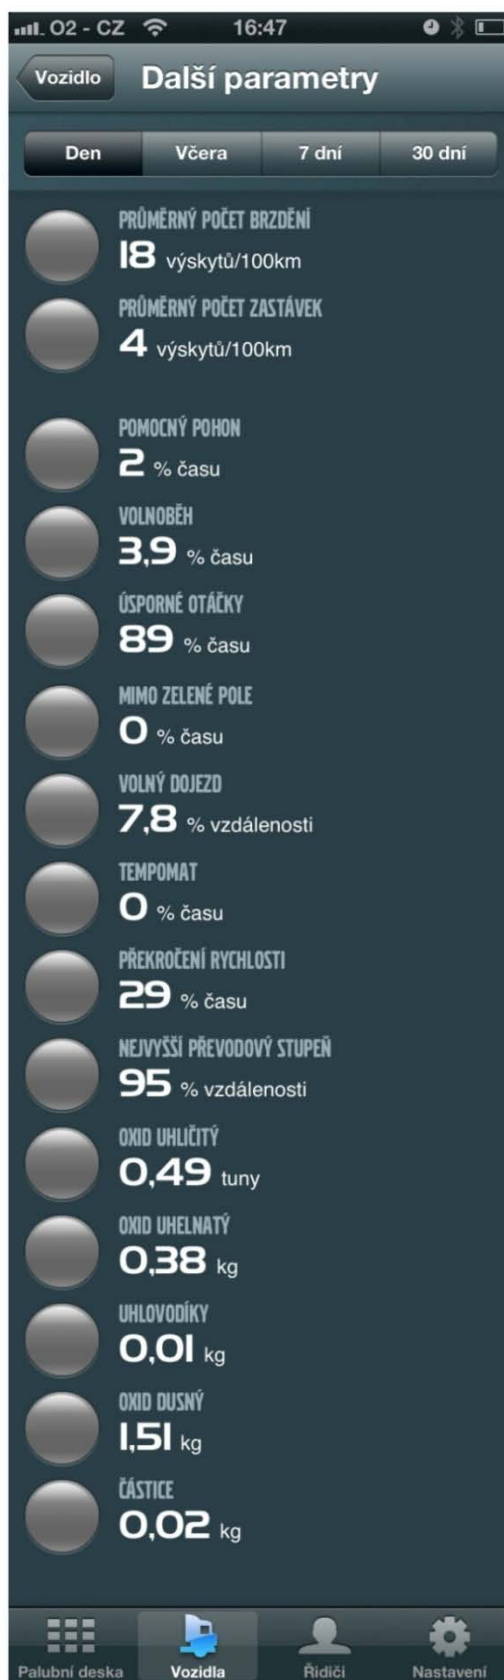 O2 - CZ 16:47
Vozidlo Další parametry
Den Včera 7 dní 30 dní
PRŮMĚRNÝ POČET BRZDĚNÍ
18 výskytů/100km
PRŮMĚRNÝ POČET ZASTÁVEK
4 výskytů/100km
POMOCNÝ POHON
2 % času
VOLNOBĚH
3,9 % času
ÚSPORNÉ OTÁČKY
89 % času
MIMO ZELENÉ POLE
0 % času
VOLNÝ DOJEZD
7,8 % vzdálenosti
TEMPOMAT
0 % času
PŘEKROČENÍ RYCHLOSTI
29 % času
NEJVYŠŠÍ PŘEVODOVÝ STUPEŇ
95 % vzdálenosti
OXID UHLIČITÝ
0,49 tuny
OXID UHELNATÝ
0,38 kg
UHLOVODÍKY
0,01 kg
OXID DUSNÝ
1,51 kg
ČÁSTICE
0,02 kg
Palubní deska Vozidla Řidiči Nastavení